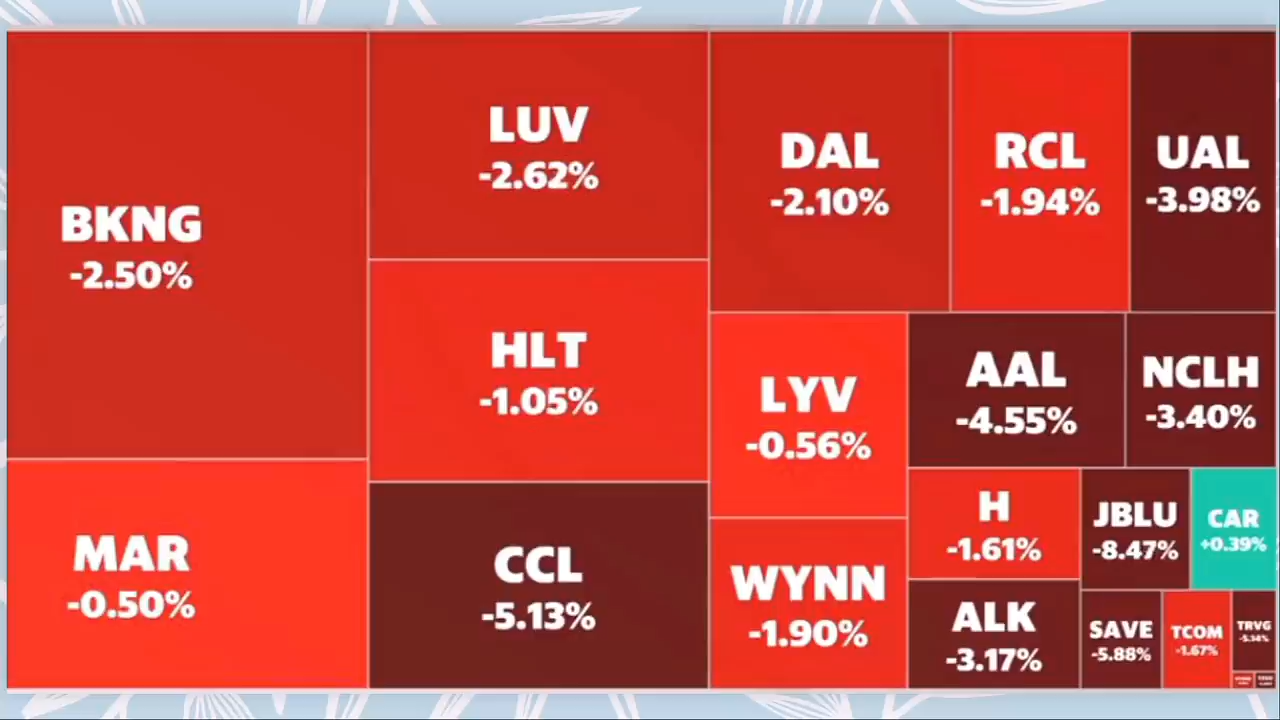 BKNG
-2.50%
MAR
-0.50%
LUV
-2.62%
HLT
-1.05%
CCL
-5.13%
DAL
-2.10%
RCL
-1.94%
UAL
-3.98%
LYV
-0.56%
WYNN
-1.90%
AAL
-4.55%
NCLH
-3.40%
H
-1.61%
ALK
-3.17%
JBLU
-8.47%
CAR
+0.39%
SAVE
-5.88%
TCOM
-1.67%
TRVG